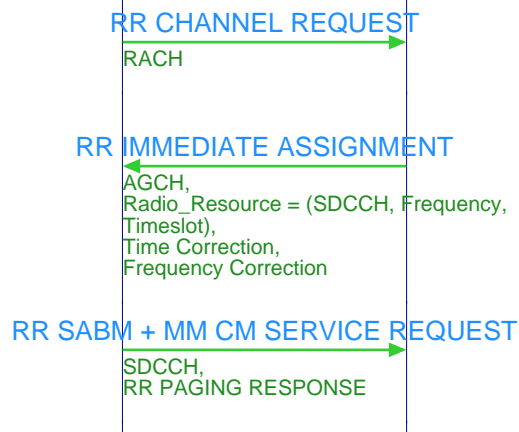 RR CHANNEL REQUEST
RACH
RR IMMEDIATE ASSIGNMENT
AGCH,
Radio_Resource = (SDCCH, Frequency,
Timeslot),
Time Correction,
Frequency Correction
RR SABM + MM CM SERVICE REQUEST
SDCCH,
RR PAGING RESPONSE